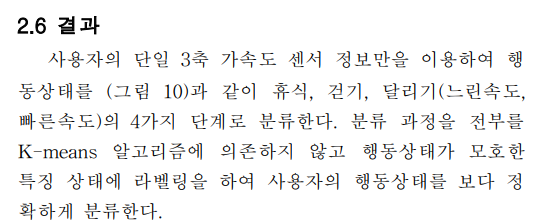 2.6 결과
사용자의 단일 3축 가속도 센서 정보만을 이용하여 행
동상태를 (그림 10)과 같이 휴식, 걷기, 달리기(느린속도,
빠른속도)의 4가지 단계로 분류한다. 분류 과정을 전부를
K-means 알고리즘에 의존하지 않고 행동상태가 모호한
특징 상태에 라벨링을 하여 사용자의 행동상태를 보다 정
확하게 분류한다.